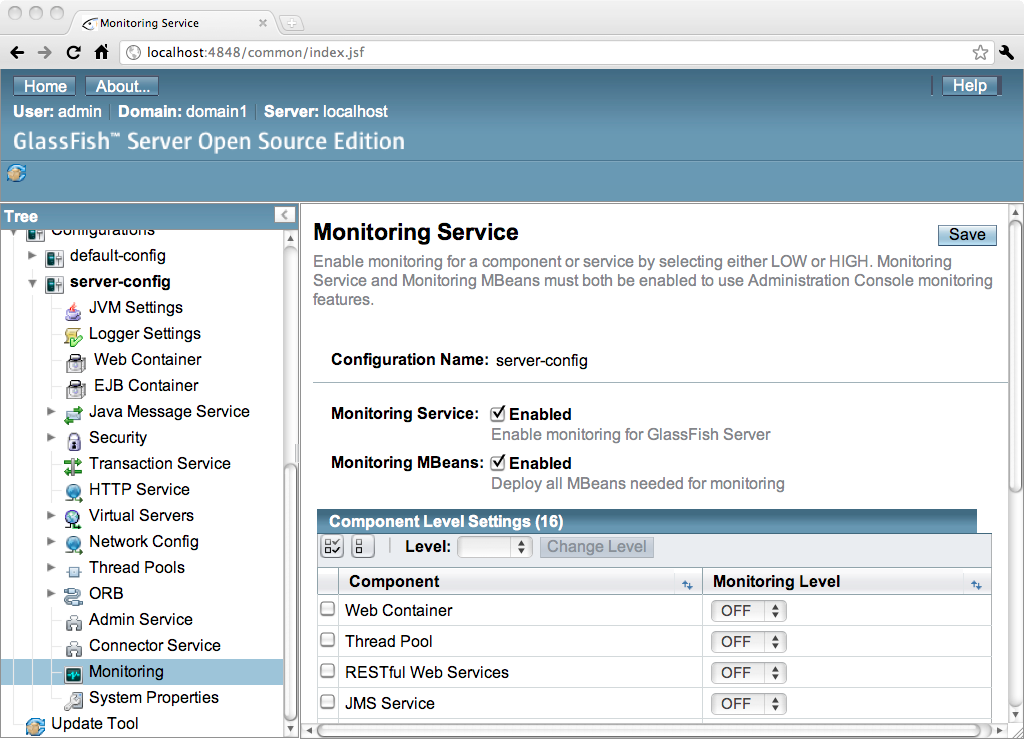 Monitoring Service
localhost:4848/common/index.jsf
Home About... Help
User: admin Domain: domain1 Server: localhost
GlassFish™ Server Open Source Edition
Tree
Configurations
default-config
server-config
JVM Settings
Logger Settings
Web Container
EJB Container
Java Message Service
Security
Transaction Service
HTTP Service
Virtual Servers
Network Config
Thread Pools
ORB
Admin Service
Connector Service
Monitoring
System Properties
Update Tool
Monitoring Service
Save
Enable monitoring for a component or service by selecting either LOW or HIGH. Monitoring
Service and Monitoring MBeans must both be enabled to use Administration Console monitoring
features.
Configuration Name: server-config
Monitoring Service: Enabled
Enable monitoring for GlassFish Server
Monitoring MBeans: Enabled
Deploy all MBeans needed for monitoring
Component Level Settings (16)
Level: Change Level
Component Monitoring Level
Web Container OFF
Thread Pool OFF
RESTful Web Services OFF
JMS Service OFF